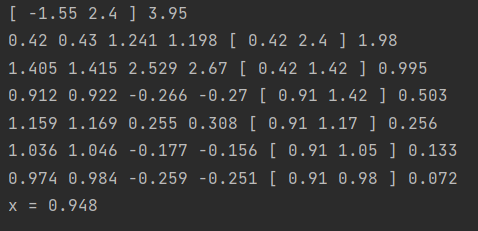 [ -1.55 2.4 ] 3.95
0.42 0.43 1.241 1.198 [ 0.42 2.4 ] 1.98
1.405 1.415 2.529 2.67 [ 0.42 1.42 ] 0.995
0.912 0.922 -0.266 -0.27 [ 0.91 1.42 ] 0.503
1.159 1.169 0.255 0.308 [ 0.91 1.17 ] 0.256
1.036 1.046 -0.177 -0.156 [ 0.91 1.05 ] 0.133
0.974 0.984 -0.259 -0.251 [ 0.91 0.98 ] 0.072
x = 0.948